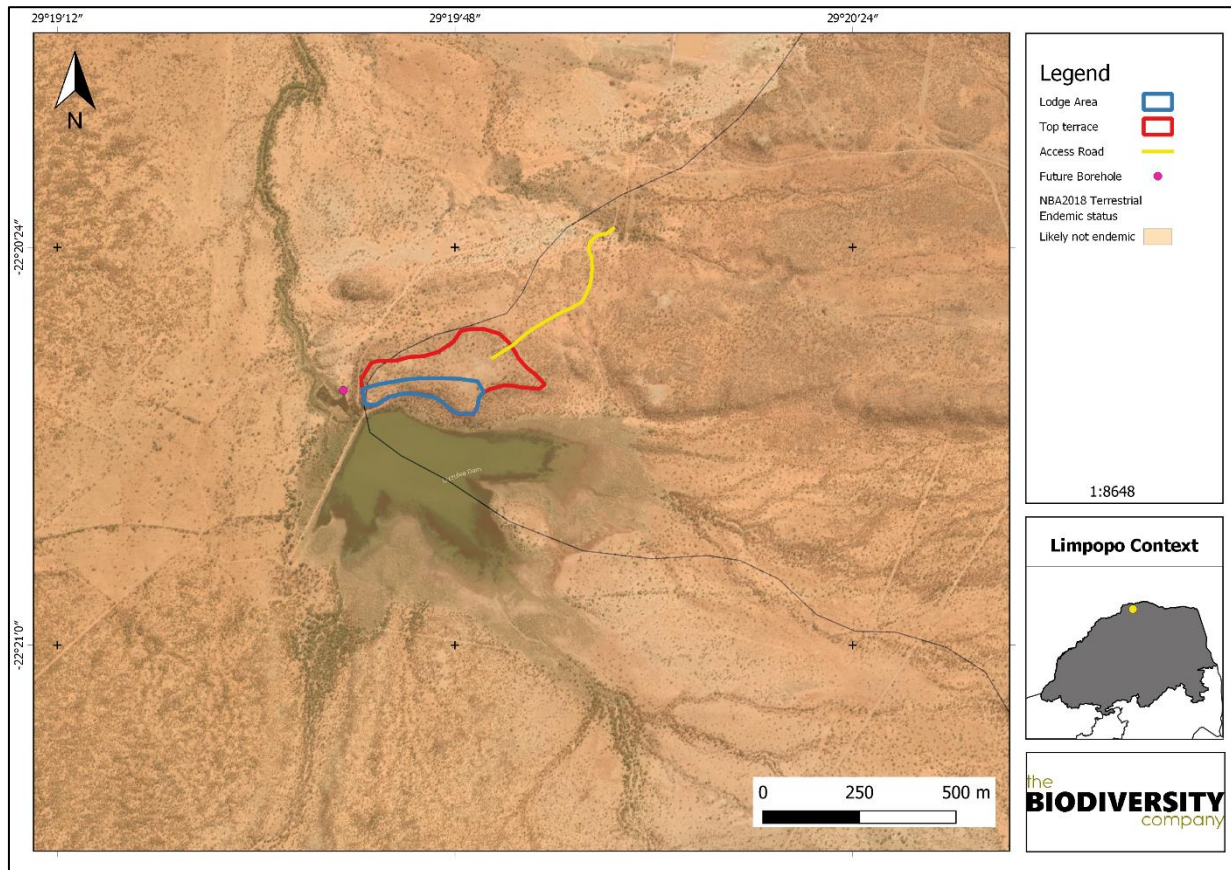 29°19'12"
29°19'48"
29°20'24"
-22°20'24"
-22°21'0"
N
Dam
0 250 500 m
Legend
Lodge Area
Top terrace
Access Road
Future Borehole
NBA2018 Terrestrial
Endemic status
Likely not endemic
1:8648
Limpopo Context
the
BIODIVERSITY
company